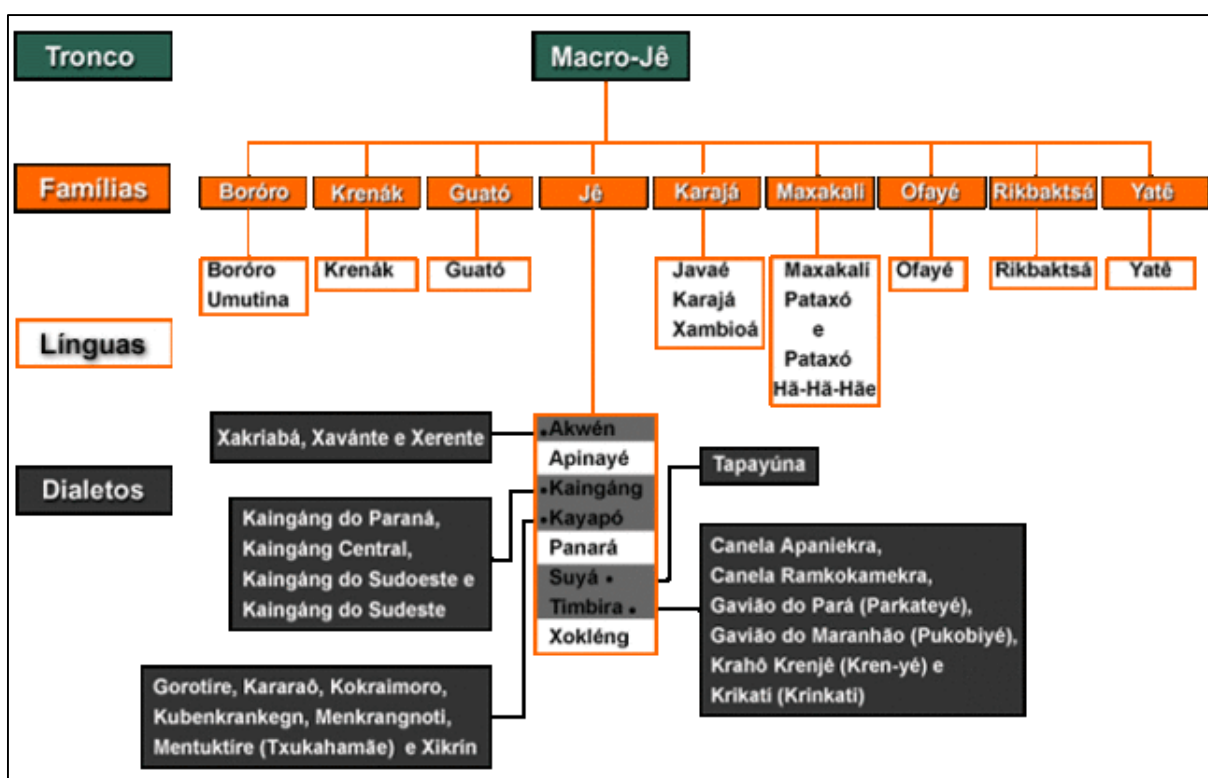 Tronco
Macro-Jê
Famílias
Boróro
Krenák
Guató
Jê
Karajá
Maxakali
Ofayé
Rikbaktsá
Yatê
Línguas
Boróro
Umutina
Krenák
Guató
Javaé
Karajá
Xambioá
Maxakalí
Pataxó
e
Pataxó
Hã-Hã-Hãe
Ofayé
Rikbaktsá
Yatê
Dialetos
Xakriabá, Xavánte e Xerente
•Akwén
Apinayé
•Kaingáng
•Kayapó
Panará
Suyá •
Timbira •
Xokléng
Tapayúna
Kaingáng do Paraná,
Kaingáng Central,
Kaingáng do Sudoeste e
Kaingáng do Sudeste
Canela Apaniekra,
Canela Ramkokamekra,
Gavião do Pará (Parkateyé),
Gavião do Maranhão (Pukobiyé),
Krahô Krenjê (Kren-yé) e
Krikatí (Krinkati)
Gorotire, Kararaô, Kokraimoro,
Kubenkrankegn, Menkrangnoti,
Mentuktíre (Txukahamãe) e Xikrin